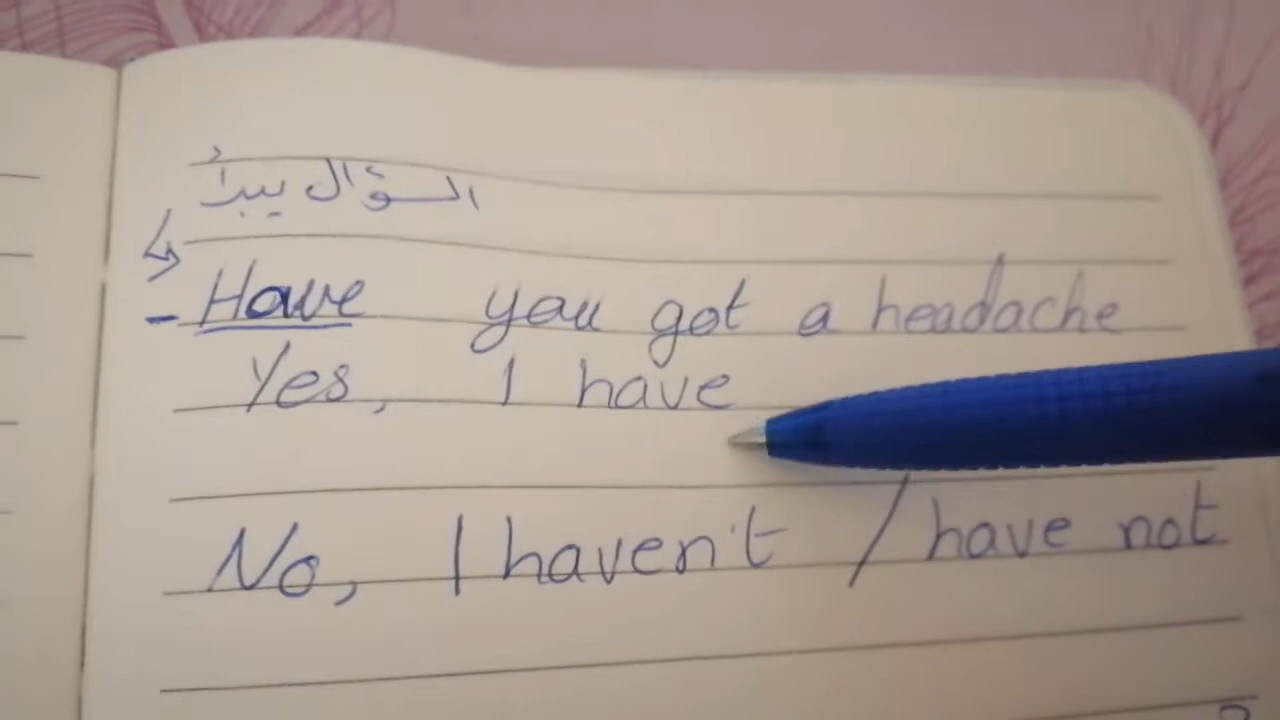 السؤال يبدأ
- Have you got a headache
Yes, I have
No, I haven't / have not